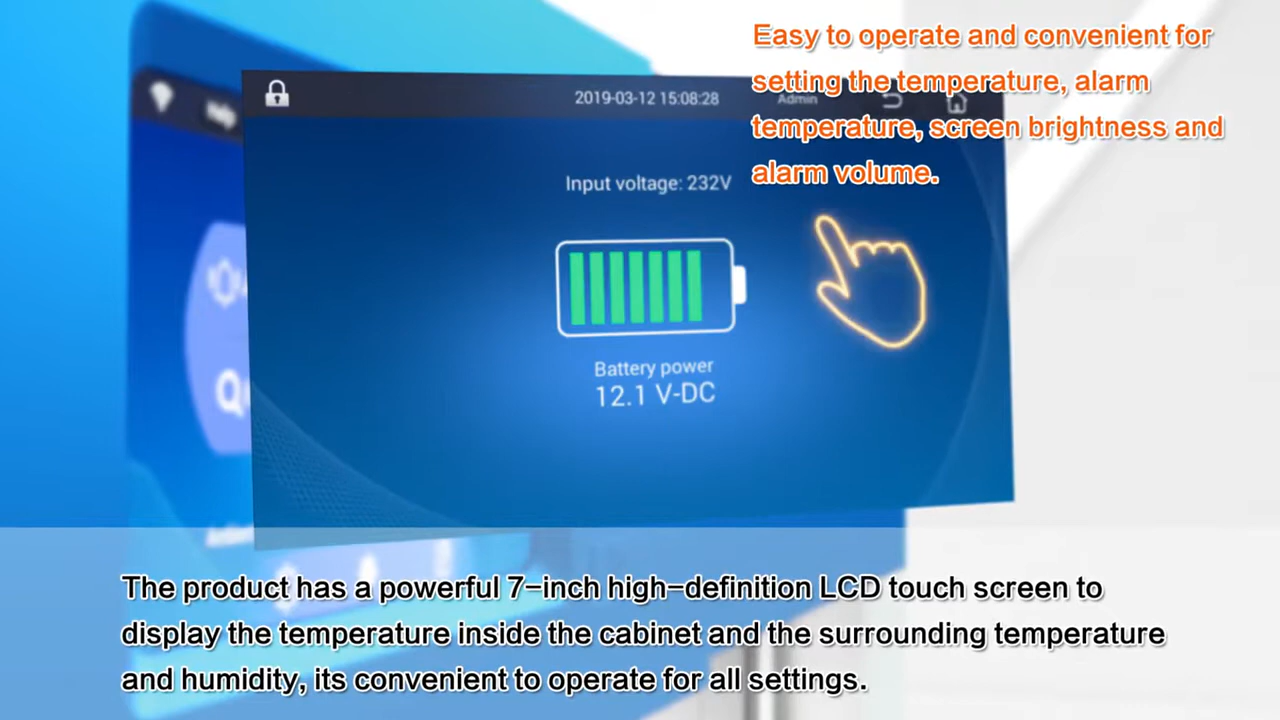 Easy to operate and convenient for
setting the temperature, alarm
temperature, screen brightness and
alarm volume.
2019-03-12 15:08:28
Admin
Help
Input voltage: 232V
Battery power
12.1 V-DC
The product has a powerful 7-inch high-definition LCD touch screen to
display the temperature inside the cabinet and the surrounding temperature
and humidity, its convenient to operate for all settings.